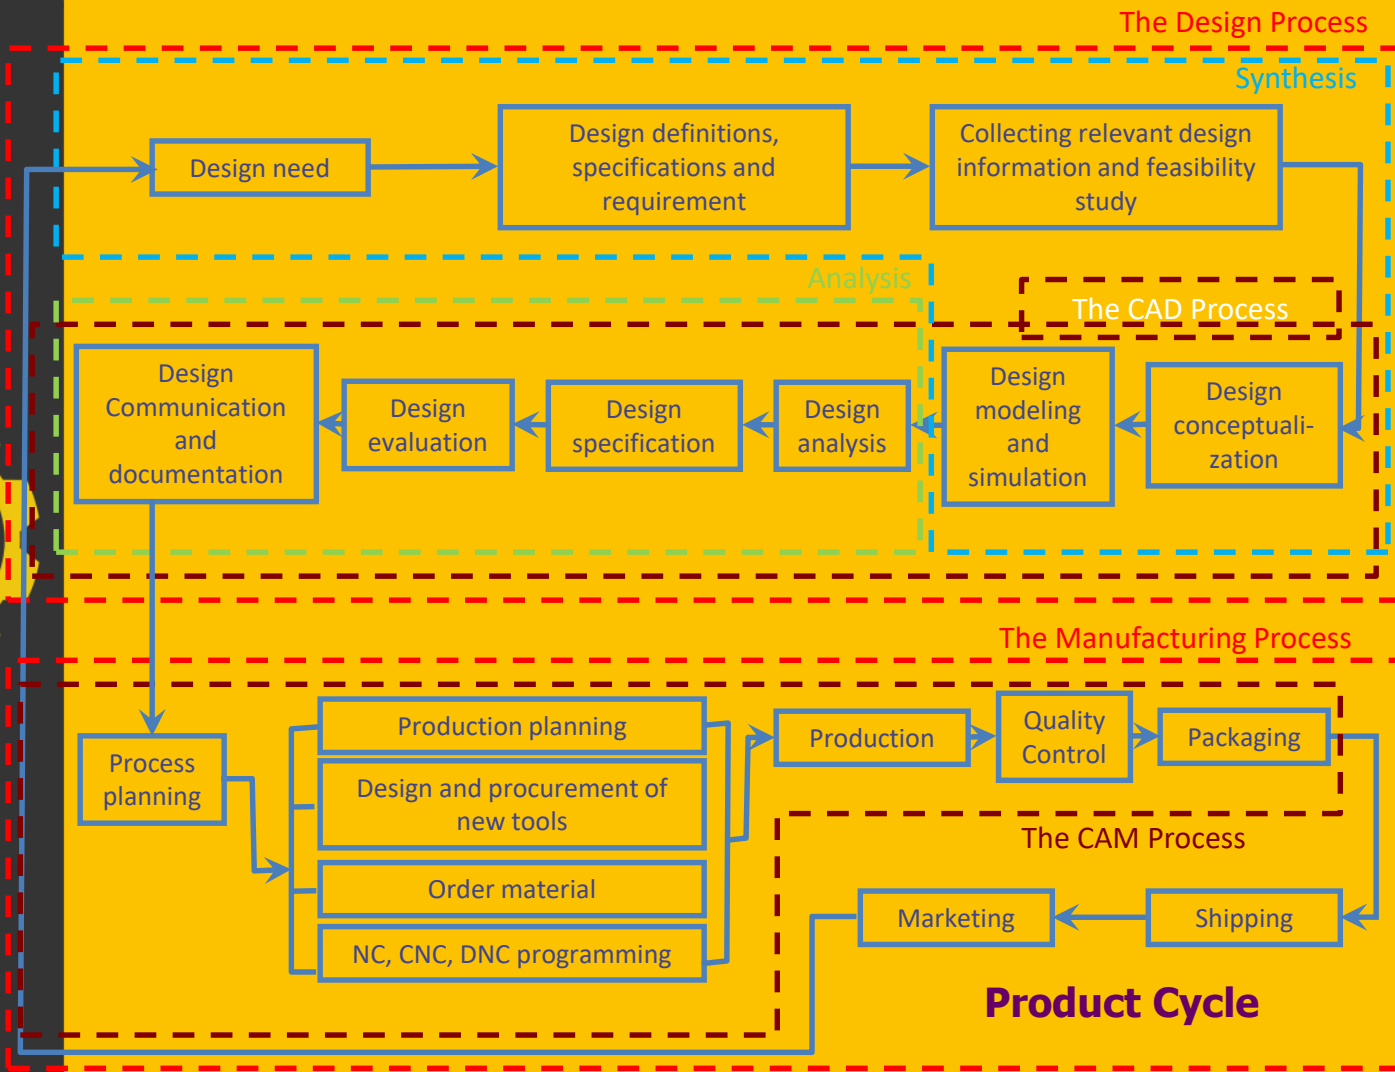 The Design Process
Synthesis
Design need
Design definitions,
specifications and
requirement
Collecting relevant design
information and feasibility
study
Analysis
The CAD Process
Design
Communication
and
documentation
Design
evaluation
Design
specification
Design
analysis
Design
modeling
and
simulation
Design
conceptuali-
zation
The Manufacturing Process
Process
planning
Production planning
Design and procurement of
new tools
Order material
NC, CNC, DNC programming
Production
Quality
Control
Packaging
The CAM Process
Marketing
Shipping
Product Cycle